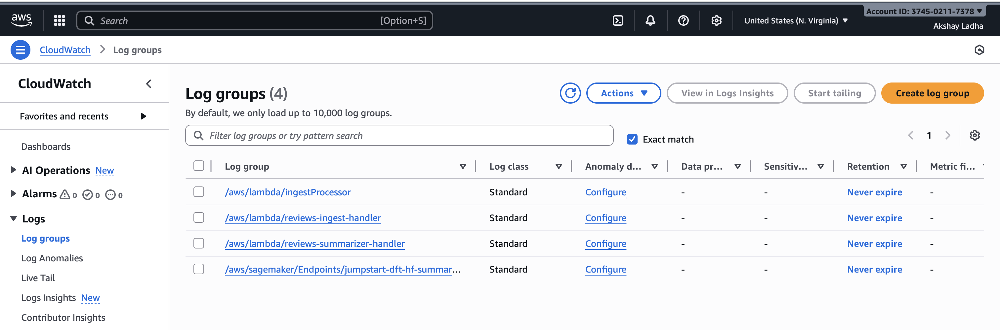 aws
Search [Option+S]
United States (N. Virginia)
Account ID: 3745-0211-7378
Akshay Ladha
CloudWatch
Log groups
CloudWatch
Favorites and recents
Dashboards
AI Operations New
Alarms 0 0 0
Logs
Log groups
Log Anomalies
Live Tail
Logs Insights New
Contributor Insights
Log groups (4)
Actions
View in Logs Insights
Start tailing
Create log group
By default, we only load up to 10,000 log groups.
Filter log groups or try pattern search
Exact match
1
Log group Log class Anomaly d... Data pr... Sensitiv... Retention Metric fi...
/aws/lambda/ingestProcessor Standard Configure - - Never expire -
/aws/lambda/reviews-ingest-handler Standard Configure - - Never expire -
/aws/lambda/reviews-summarizer-handler Standard Configure - - Never expire -
/aws/sagemaker/Endpoints/jumpstart-dft-hf-summar... Standard Configure - - Never expire -